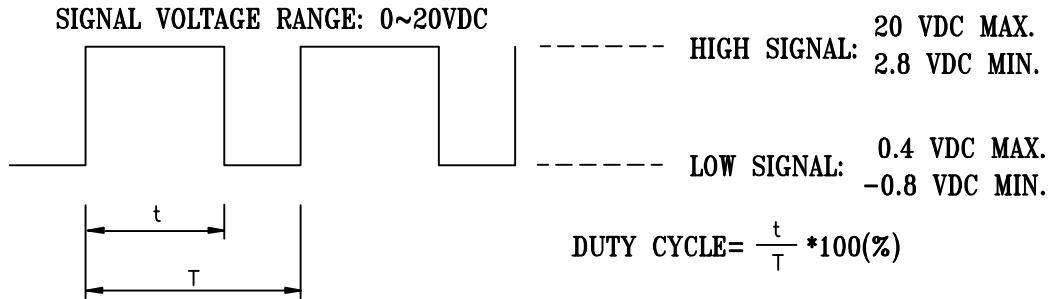 SIGNAL VOLTAGE RANGE: 0~20VDC
HIGH SIGNAL: 20 VDC MAX.
2.8 VDC MIN.
LOW SIGNAL: 0.4 VDC MAX.
-0.8 VDC MIN.
t
T
DUTY CYCLE= t/T *100(%)